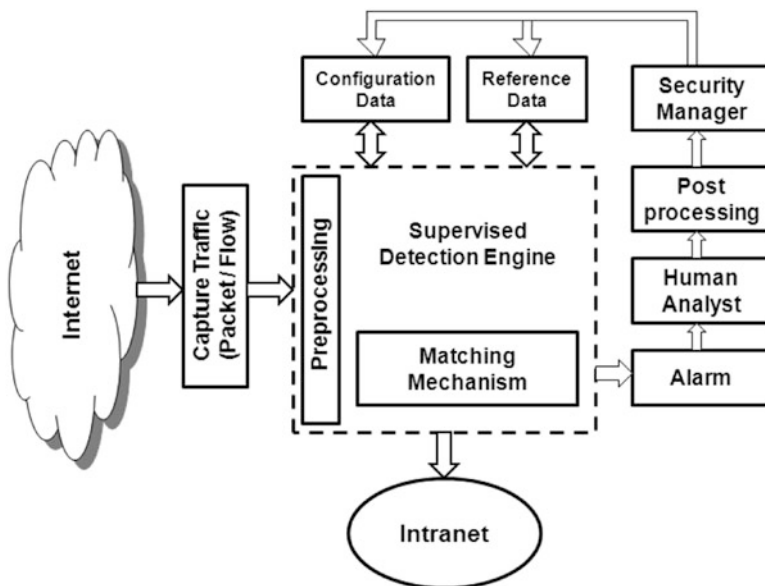 Internet
Capture Traffic
(Packet / Flow)
Configuration
Data
Reference
Data
Preprocessing
Supervised
Detection Engine
Matching
Mechanism
Security
Manager
Post
processing
Human
Analyst
Alarm
Intranet